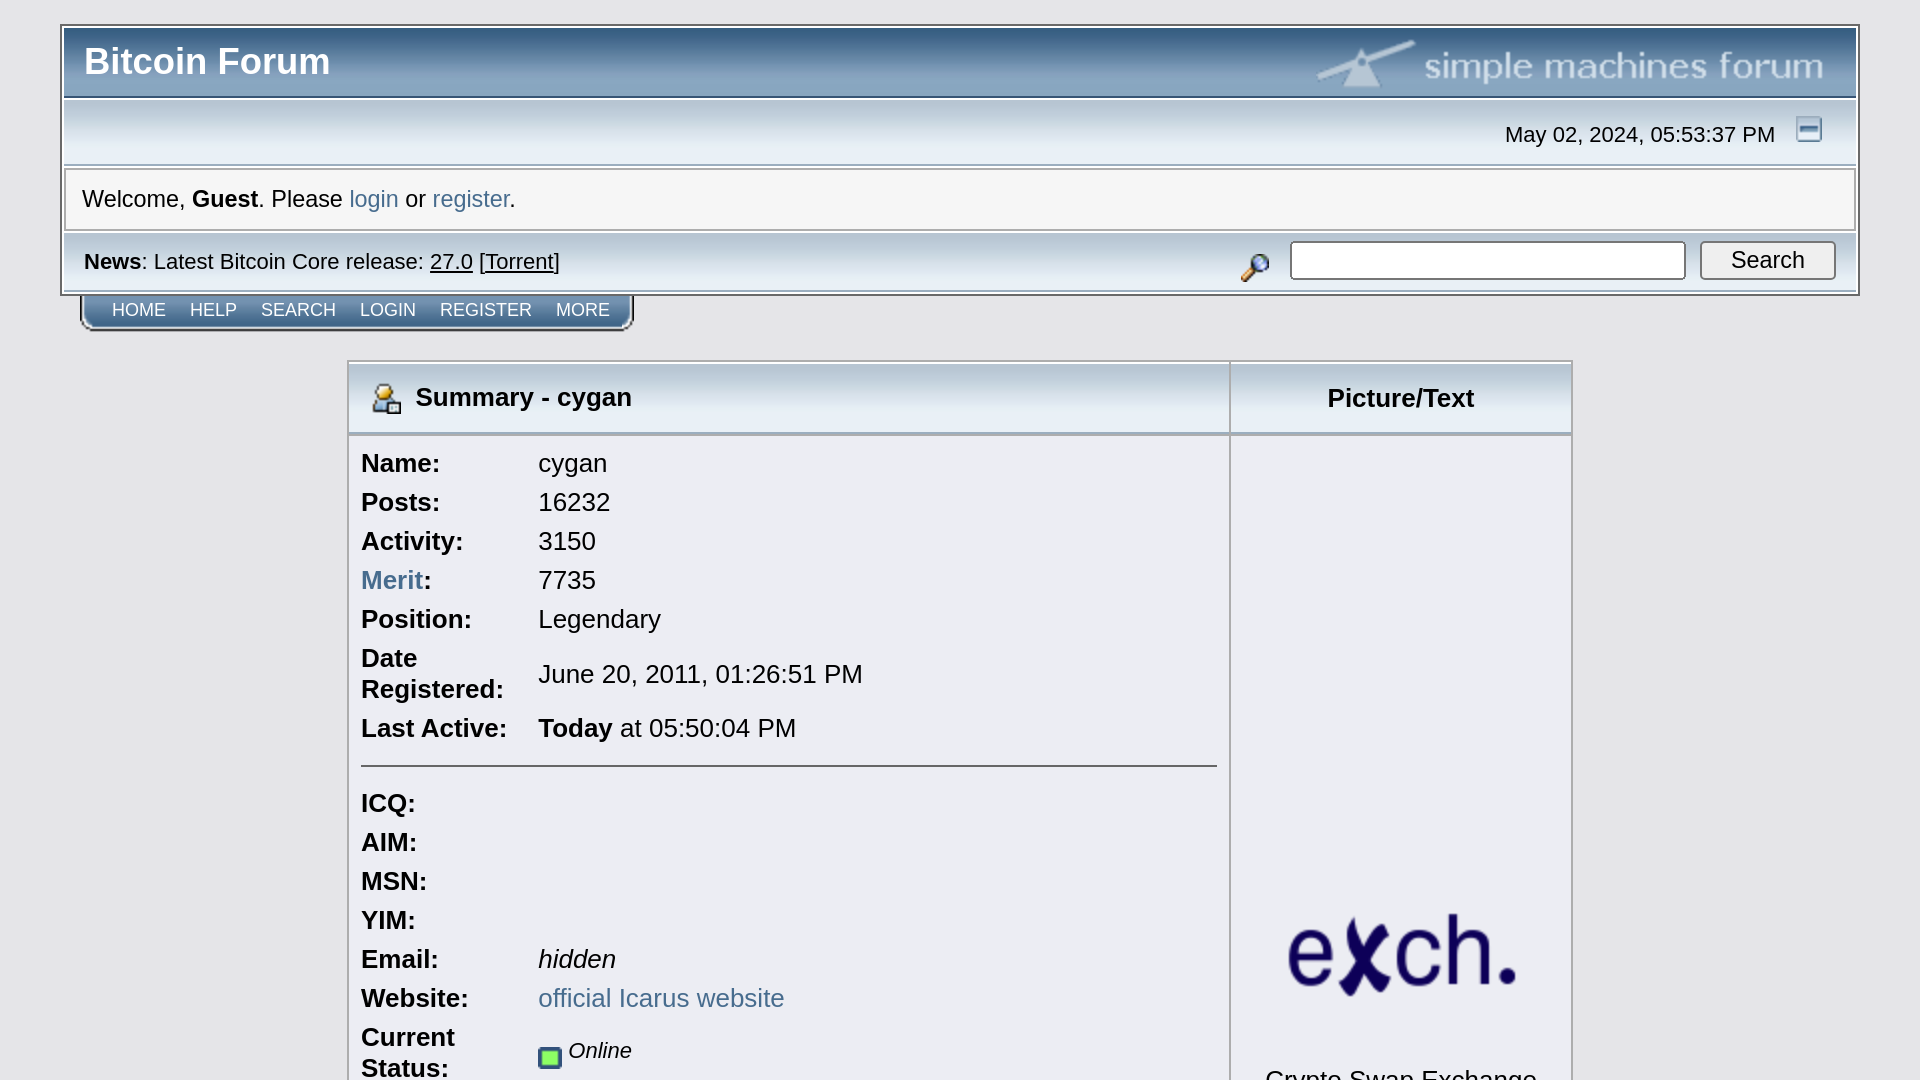 Bitcoin Forum
simple machines forum
May 02, 2024, 05:53:37 PM
Welcome, Guest. Please login or register.
News: Latest Bitcoin Core release: 27.0 [Torrent]
Search
HOME HELP SEARCH LOGIN REGISTER MORE
Summary - cygan
Picture/Text
Name: cygan
Posts: 16232
Activity: 3150
Merit: 7735
Position: Legendary
Date
Registered: June 20, 2011, 01:26:51 PM
Last Active: Today at 05:50:04 PM
ICQ:
AIM:
MSN:
YIM:
Email: hidden
Website: official Icarus website
Current
Status: Online
exch.
Crypto Swap Exchange